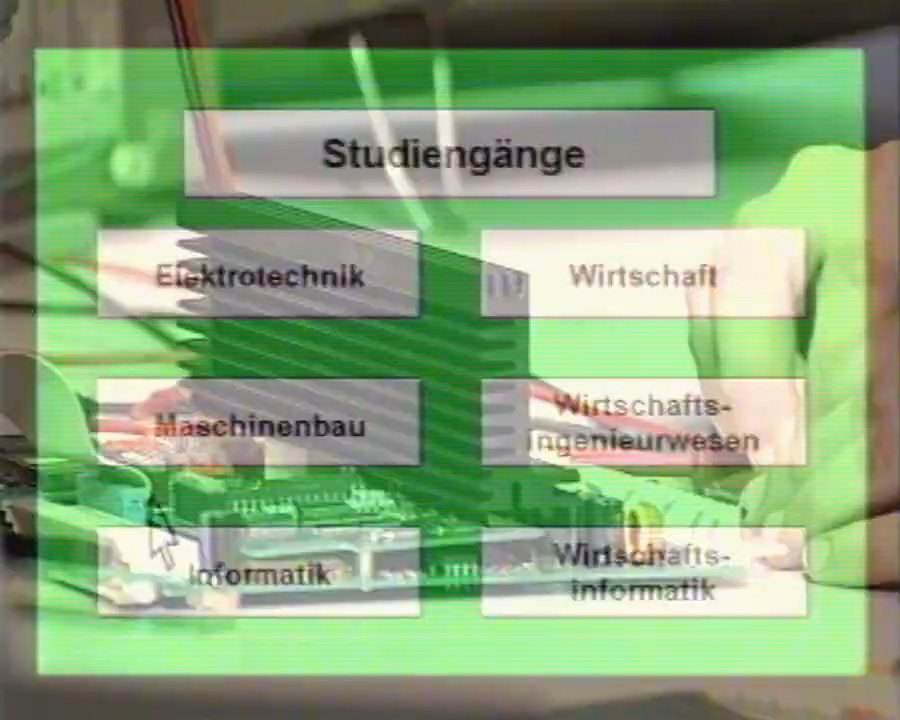 Studiengänge
Elektrotechnik
Wirtschaft
Maschinenbau
Wirtschafts-
ingenieurwesen
Informatik
Wirtschafts-
informatik